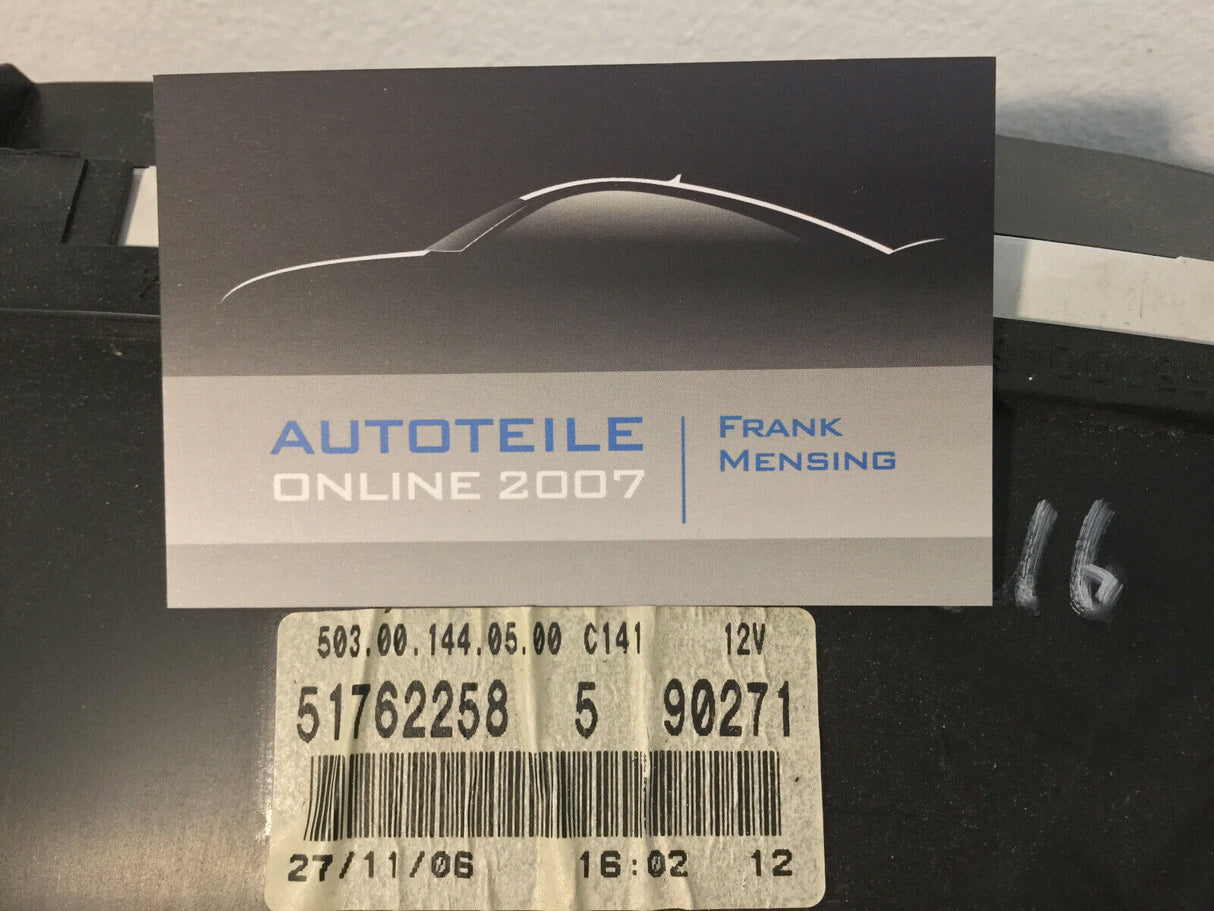 AUTOTEILE
ONLINE 2007
FRANK
MENSING
16
503.00.144.05.00 C141 12V
51762258 5 90271
27/11/06 16:02 12